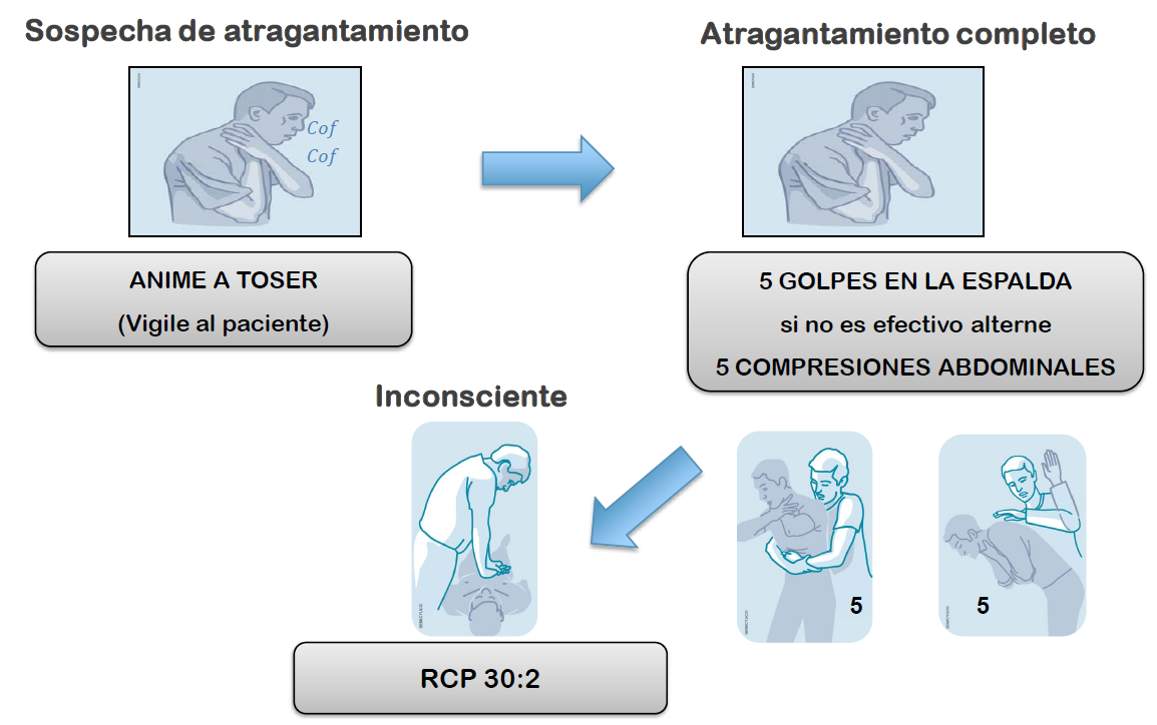 Sospecha de atragantamiento
Atragantamiento completo
Cof
Cof
ANIME A TOSER
(Vigile al paciente)
5 GOLPES EN LA ESPALDA
si no es efectivo alterne
5 COMPRESIONES ABDOMINALES
Inconsciente
5
5
RCP 30:2